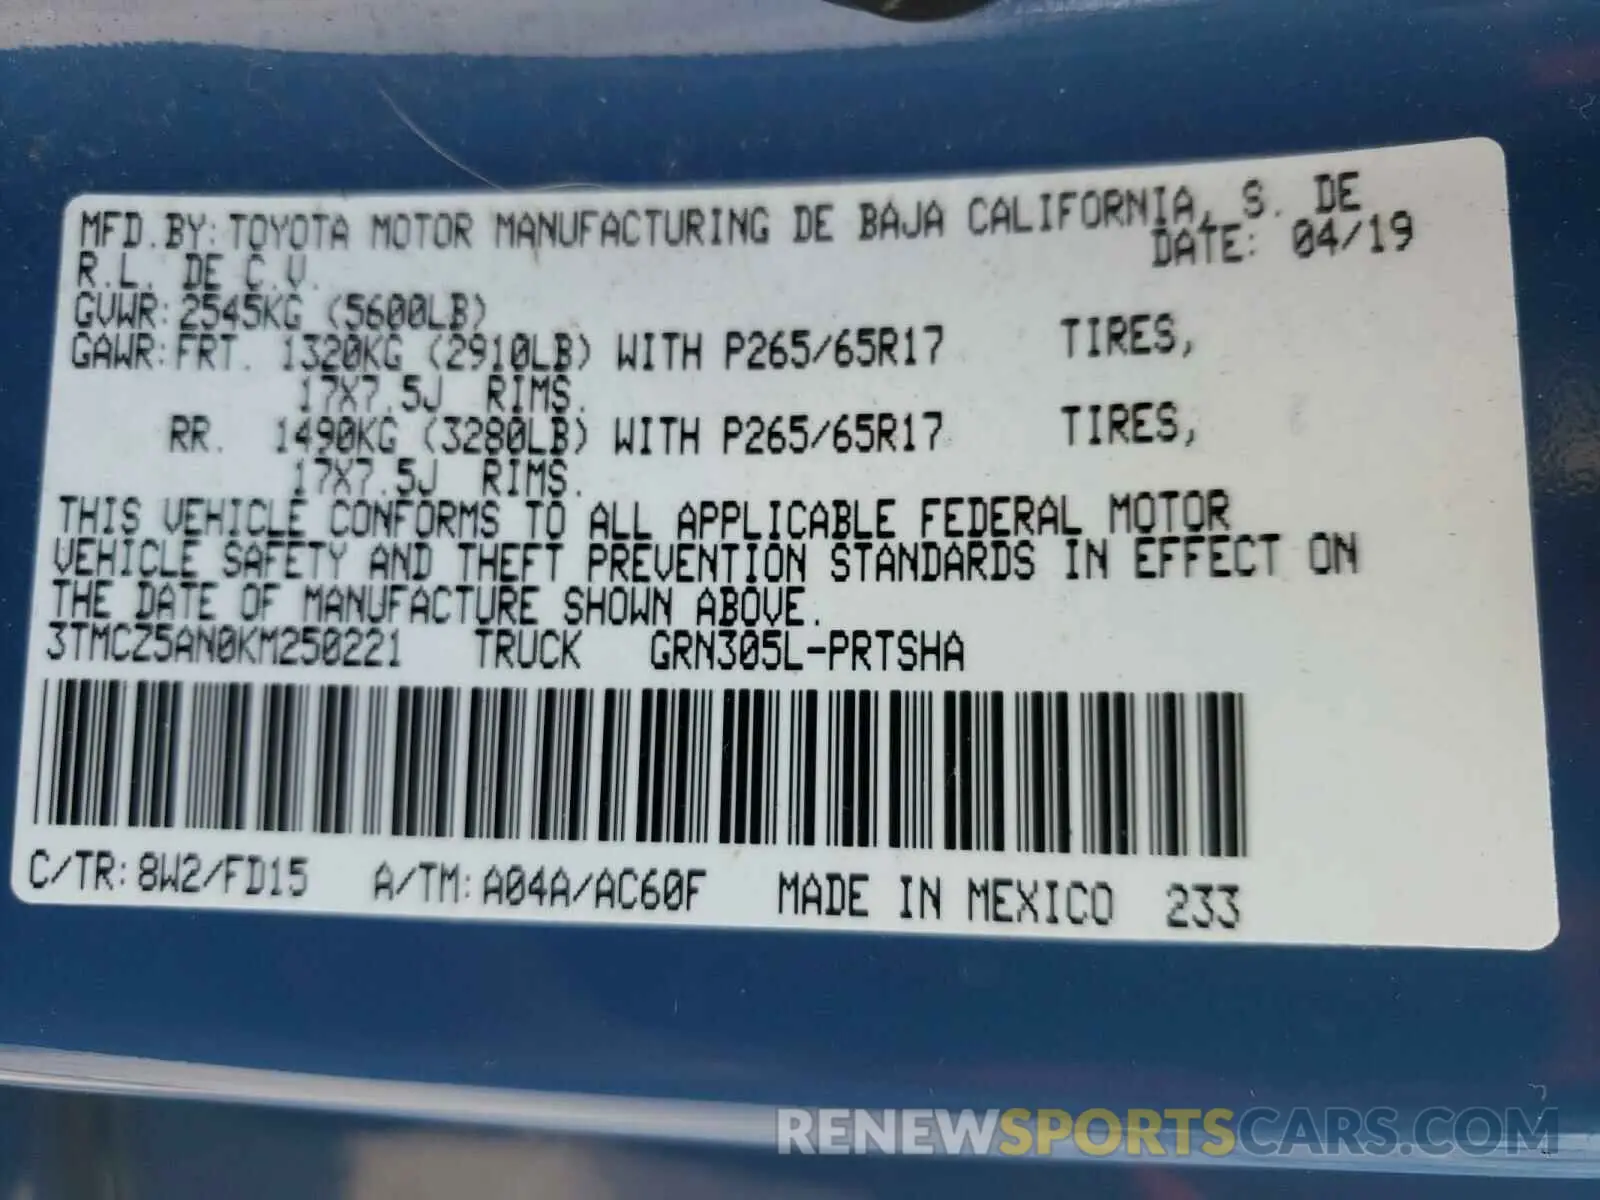 MFD.BY: TOYOTA MOTOR MANUFACTURING DE BAJA CALIFORNIA, S. DE
R.L. DE C.V. DATE: 04/19
GVWR: 2545KG (5600LB)
GAWR: FRT. 1320KG (2910LB) WITH P265/65R17 TIRES,
17X7.5J RIMS.
RR. 1490KG (3280LB) WITH P265/65R17 TIRES,
17X7.5J RIMS.
THIS VEHICLE CONFORMS TO ALL APPLICABLE FEDERAL MOTOR
VEHICLE SAFETY AND THEFT PREVENTION STANDARDS IN EFFECT ON
THE DATE OF MANUFACTURE SHOWN ABOVE.
3TMCZ5AN0KM250221 TRUCK GRN305L-PRTSHA
C/TR: 8W2/FD15 A/TM: A04A/AC60F MADE IN MEXICO 233
RENEWSPORTSCARS.COM